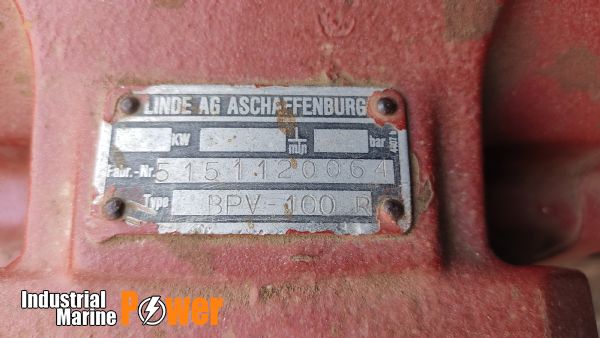 LINDE AG ASCHAFFENBURG
KW l/min bar
Fabr.-Nr. 5151120064
Type BPV-100 R
Industrial
Marine Power